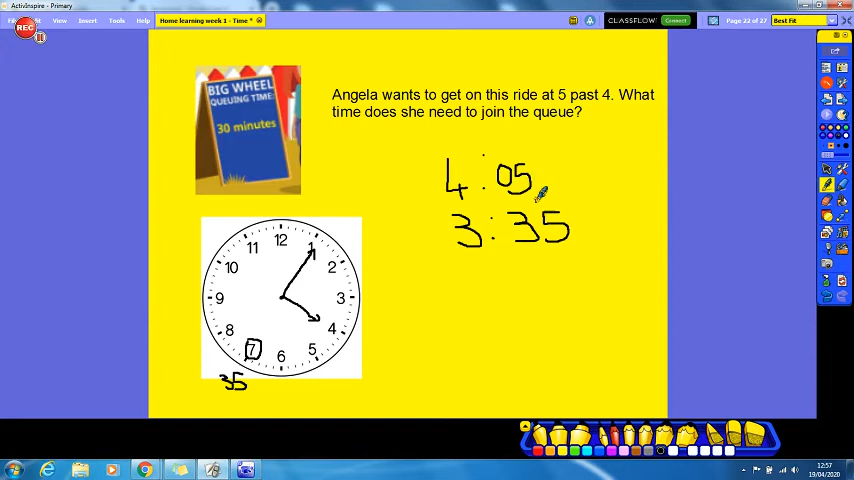 ActivInspire - Primary
File Edit View Insert Tools Help Home learning week 1 - Time * CLASSFLOW Connect Page 22 of 27 Best Fit
REC
BIG WHEEL
QUEUING TIME:
30 minutes
Angela wants to get on this ride at 5 past 4. What
time does she need to join the queue?
4:05
3:35
12
11 1
10 2
9 3
8 4
7 5
6
35
12:57
19/04/2020